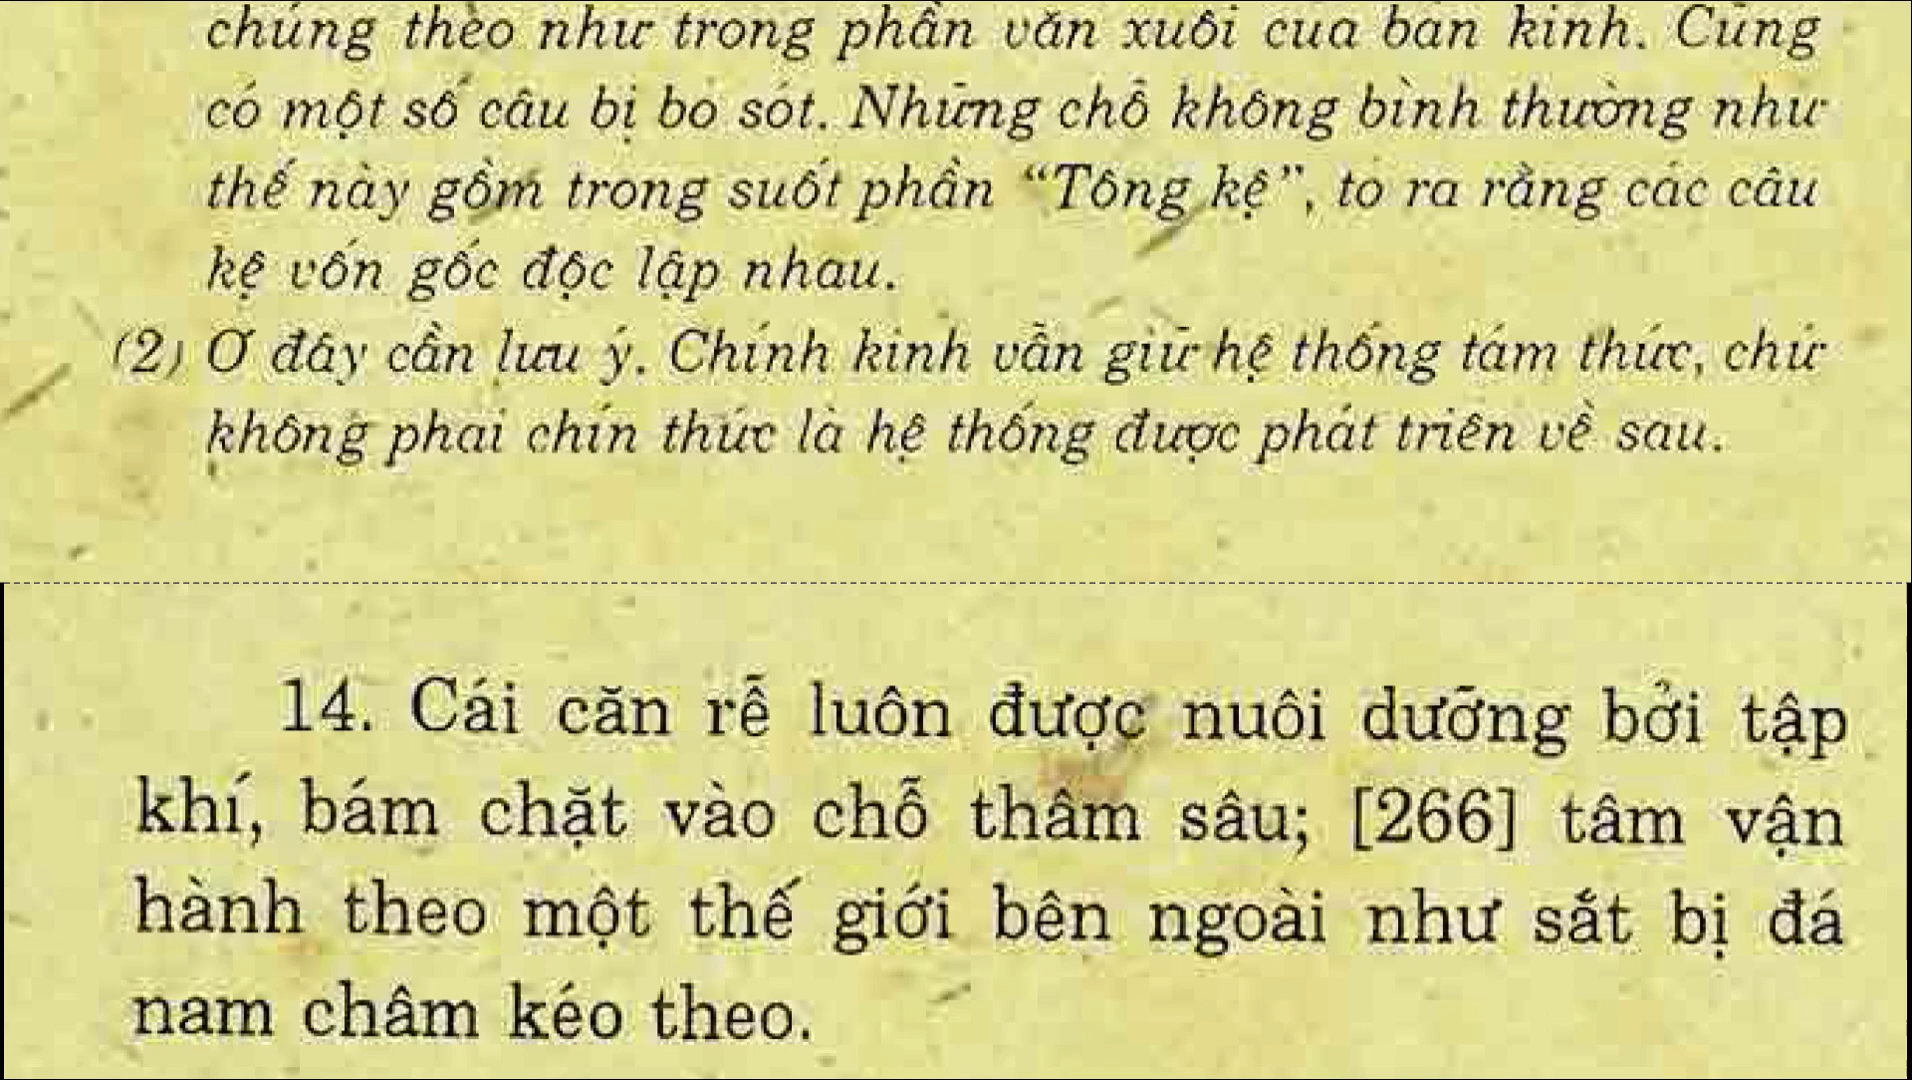 chúng theo như trong phần văn xuôi của bản kinh. Cũng
có một số câu bị bỏ sót. Những chỗ không bình thường như
thế này gồm trong suốt phần “Tổng kệ”, tỏ ra rằng các câu
kệ vốn gốc độc lập nhau.
(2) Ở đây cần lưu ý. Chính kinh vẫn giữ hệ thống tám thức, chứ
không phải chín thức là hệ thống được phát triển về sau.
14. Cái căn rễ luôn được nuôi dưỡng bởi tập
khí, bám chặt vào chỗ thâm sâu; [266] tâm vận
hành theo một thế giới bên ngoài như sắt bị đá
nam châm kéo theo.